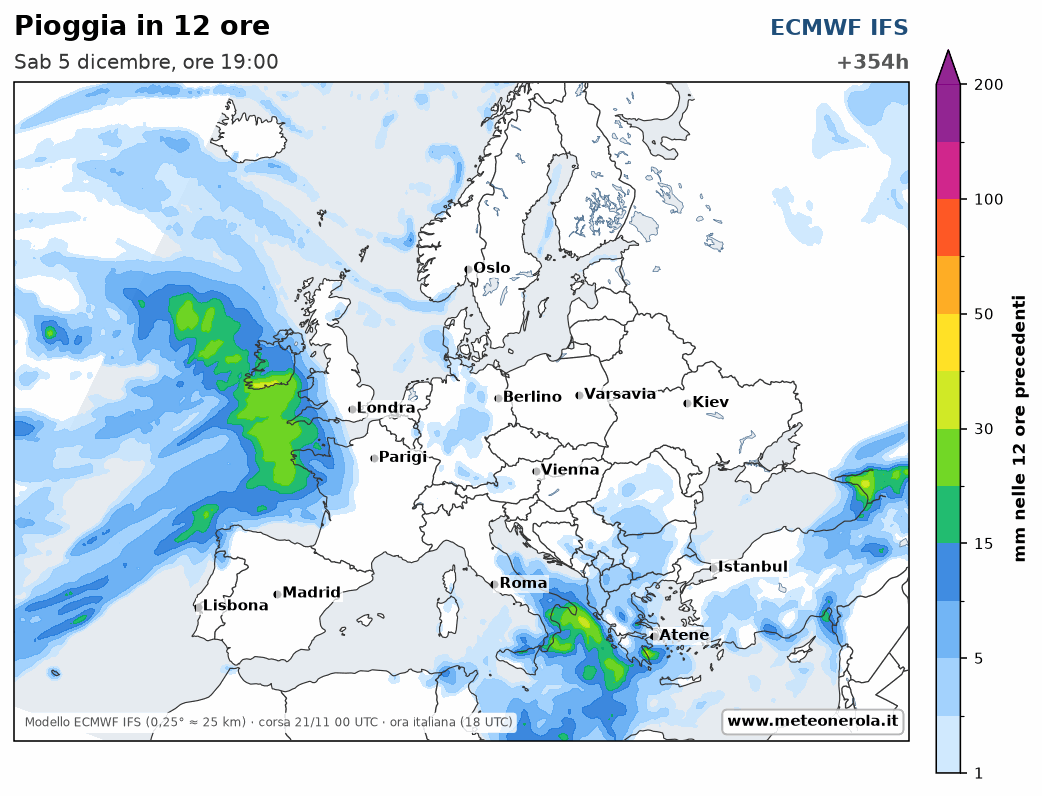 Pioggia in 12 ore
ECMWF IFS
Sab 5 dicembre, ore 19:00
+354h
Oslo
Londra
Berlino
Varsavia
Kiev
Parigi
Vienna
Istanbul
Roma
Madrid
Lisbona
Atene
Modello ECMWF IFS (0,25° ≈ 25 km) · corsa 21/11 00 UTC · ora italiana (18 UTC)
www.meteonerola.it
200
100
50
30
15
5
1
mm nelle 12 ore precedenti